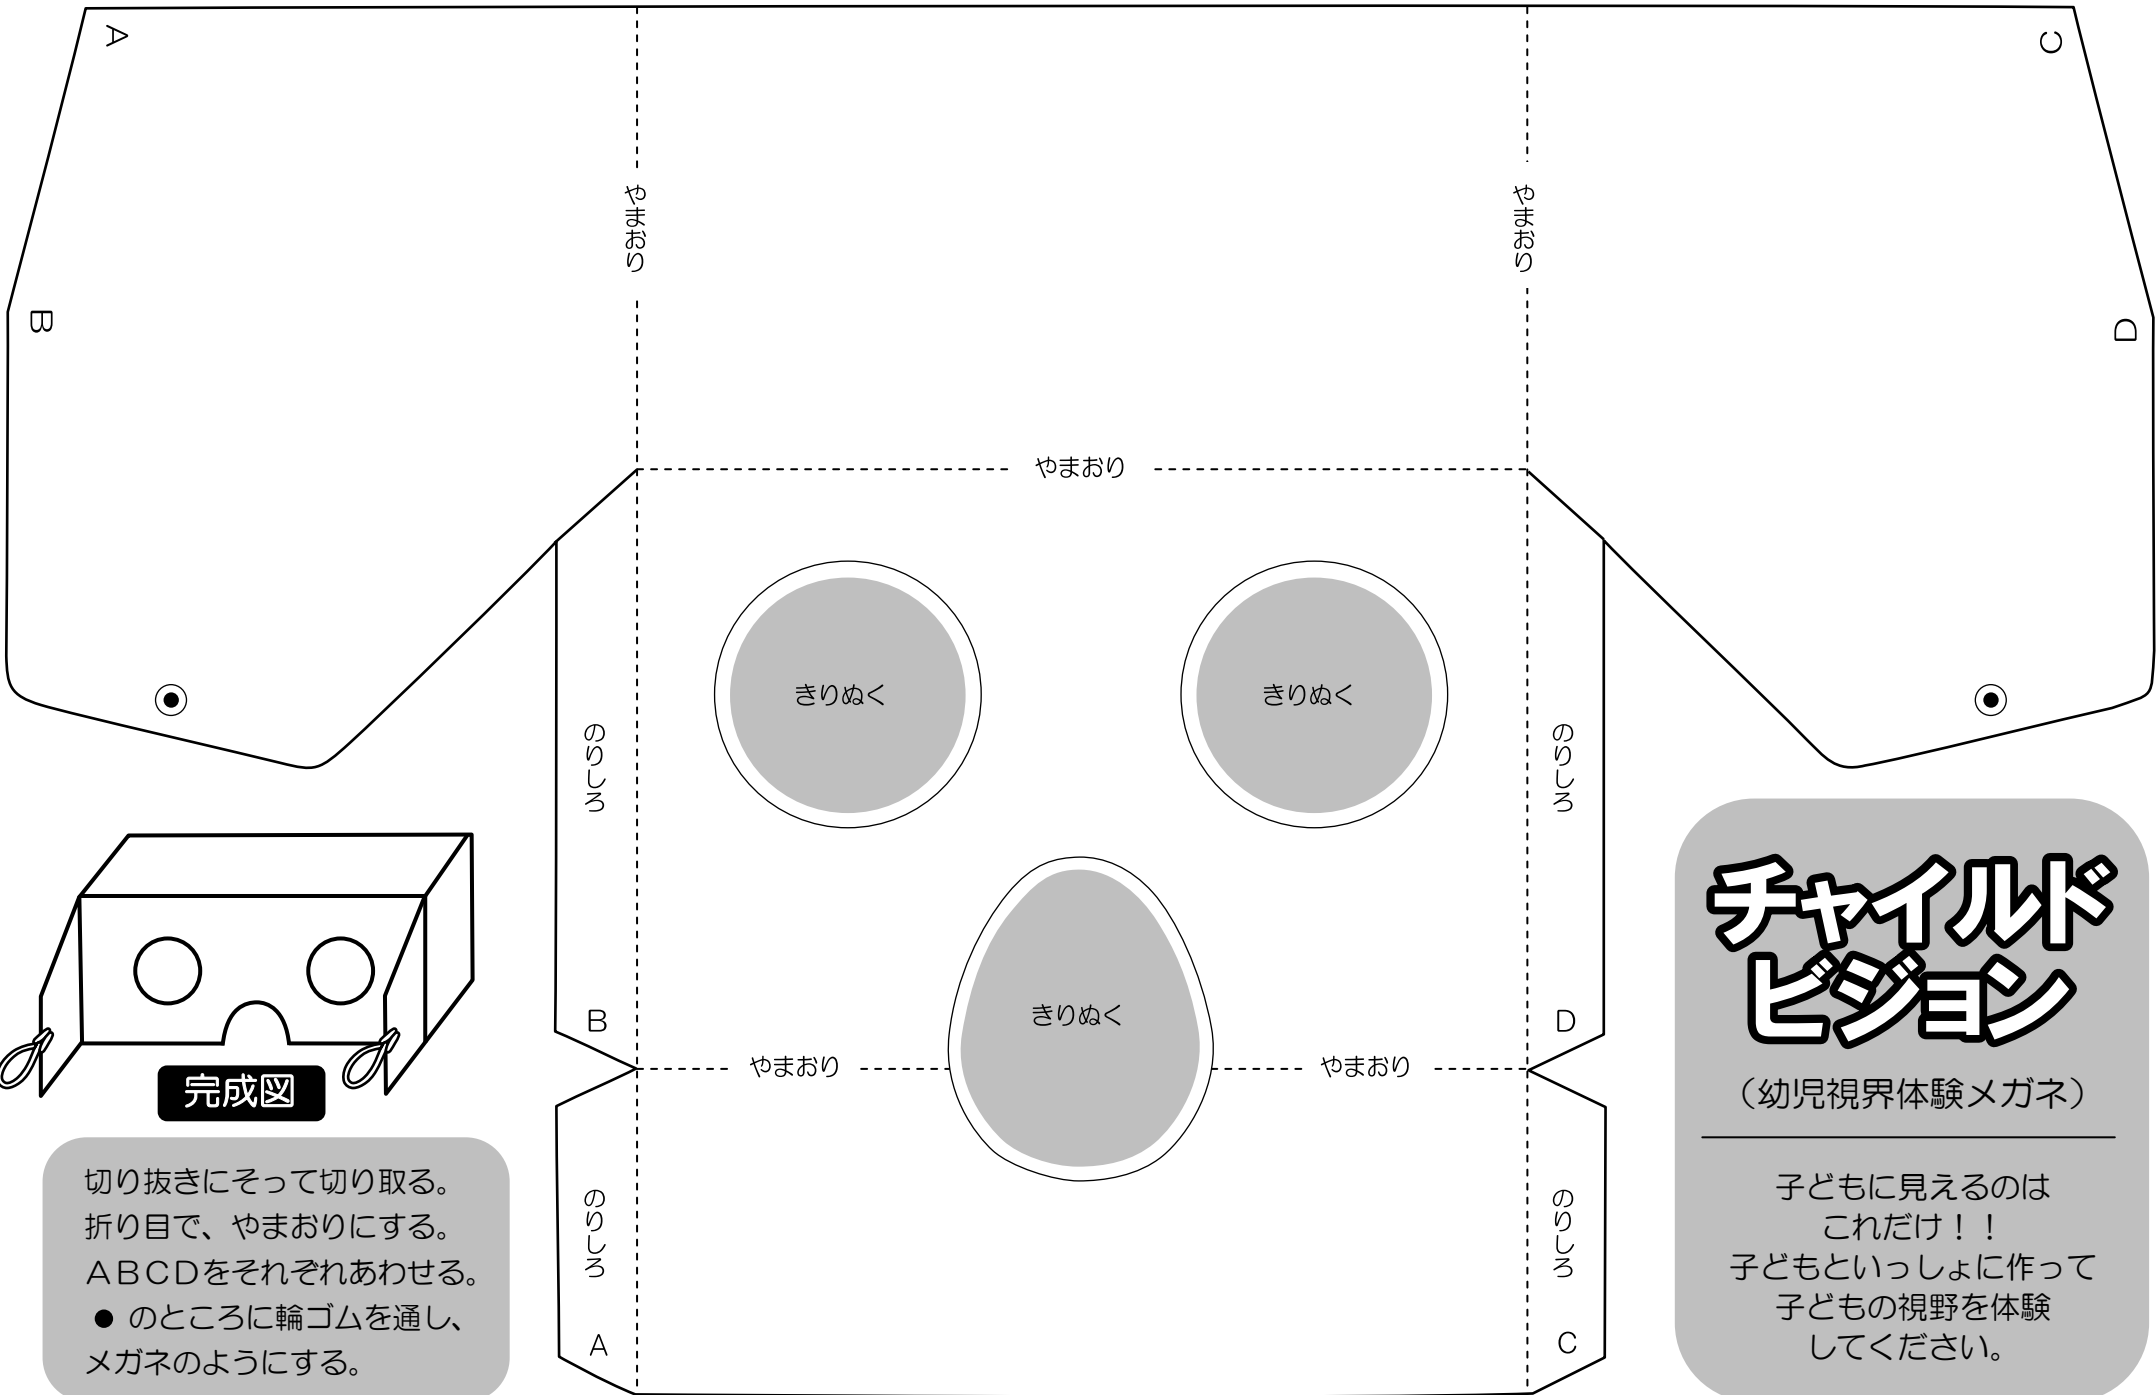 A
C
やまおり
やまおり
B
D
やまおり
きりぬく
きりぬく
のりしろ
のりしろ
きりぬく
B
D
やまおり
やまおり
のりしろ
のりしろ
A
C
完成図
切り抜きにそって切り取る。
折り目で、やまおりにする。
ＡＢＣＤをそれぞれあわせる。
● のところに輪ゴムを通し、
メガネのようにする。
チャイルド
ビジョン
（幼児視界体験メガネ）
子どもに見えるのは
これだけ！！
子どもといっしょに作って
子どもの視野を体験
してください。